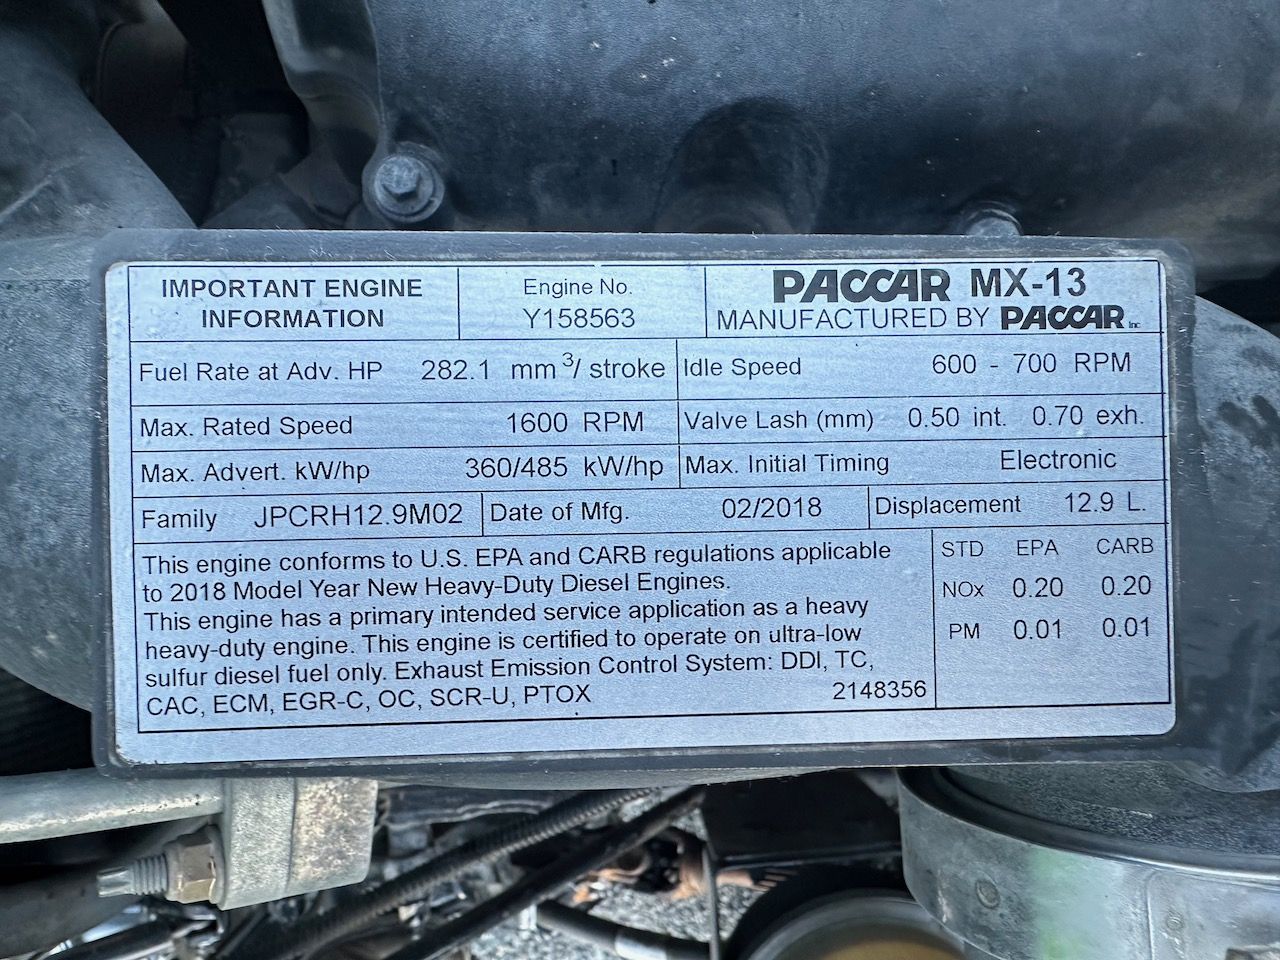 IMPORTANT ENGINE
INFORMATION
Engine No.
Y158563
PACCAR MX-13
MANUFACTURED BY PACCAR Inc
Fuel Rate at Adv. HP 282.1 mm³/ stroke
Idle Speed 600 - 700 RPM
Max. Rated Speed 1600 RPM
Valve Lash (mm) 0.50 int. 0.70 exh.
Max. Advert. kW/hp 360/485 kW/hp
Max. Initial Timing Electronic
Family JPCRH12.9M02
Date of Mfg. 02/2018
Displacement 12.9 L.
This engine conforms to U.S. EPA and CARB regulations applicable
to 2018 Model Year New Heavy-Duty Diesel Engines.
This engine has a primary intended service application as a heavy
heavy-duty engine. This engine is certified to operate on ultra-low
sulfur diesel fuel only. Exhaust Emission Control System: DDI, TC,
CAC, ECM, EGR-C, OC, SCR-U, PTOX 2148356
STD EPA CARB
NOx 0.20 0.20
PM 0.01 0.01